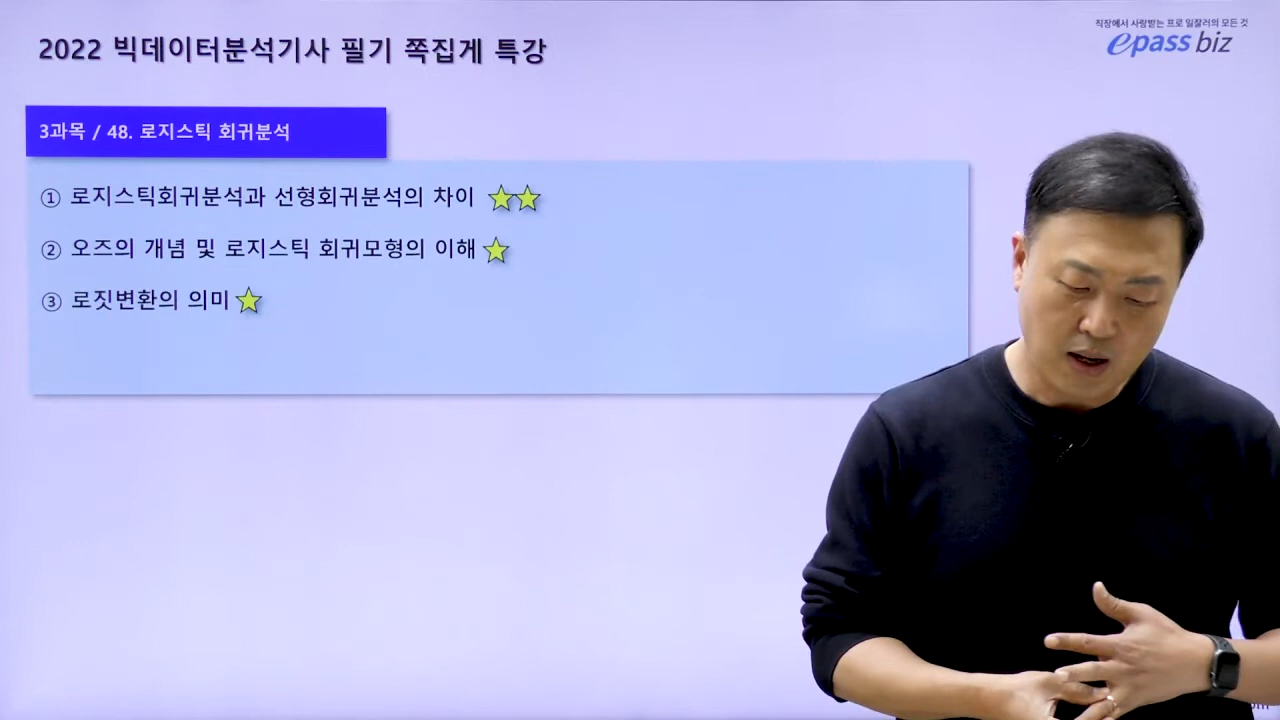 2022 빅데이터분석기사 필기 쪽집게 특강
직장에서 사랑받는 프로 일잘러의 모든 것
epass biz
3과목 / 48. 로지스틱 회귀분석
① 로지스틱회귀분석과 선형회귀분석의 차이
② 오즈의 개념 및 로지스틱 회귀모형의 이해
③ 로짓변환의 의미